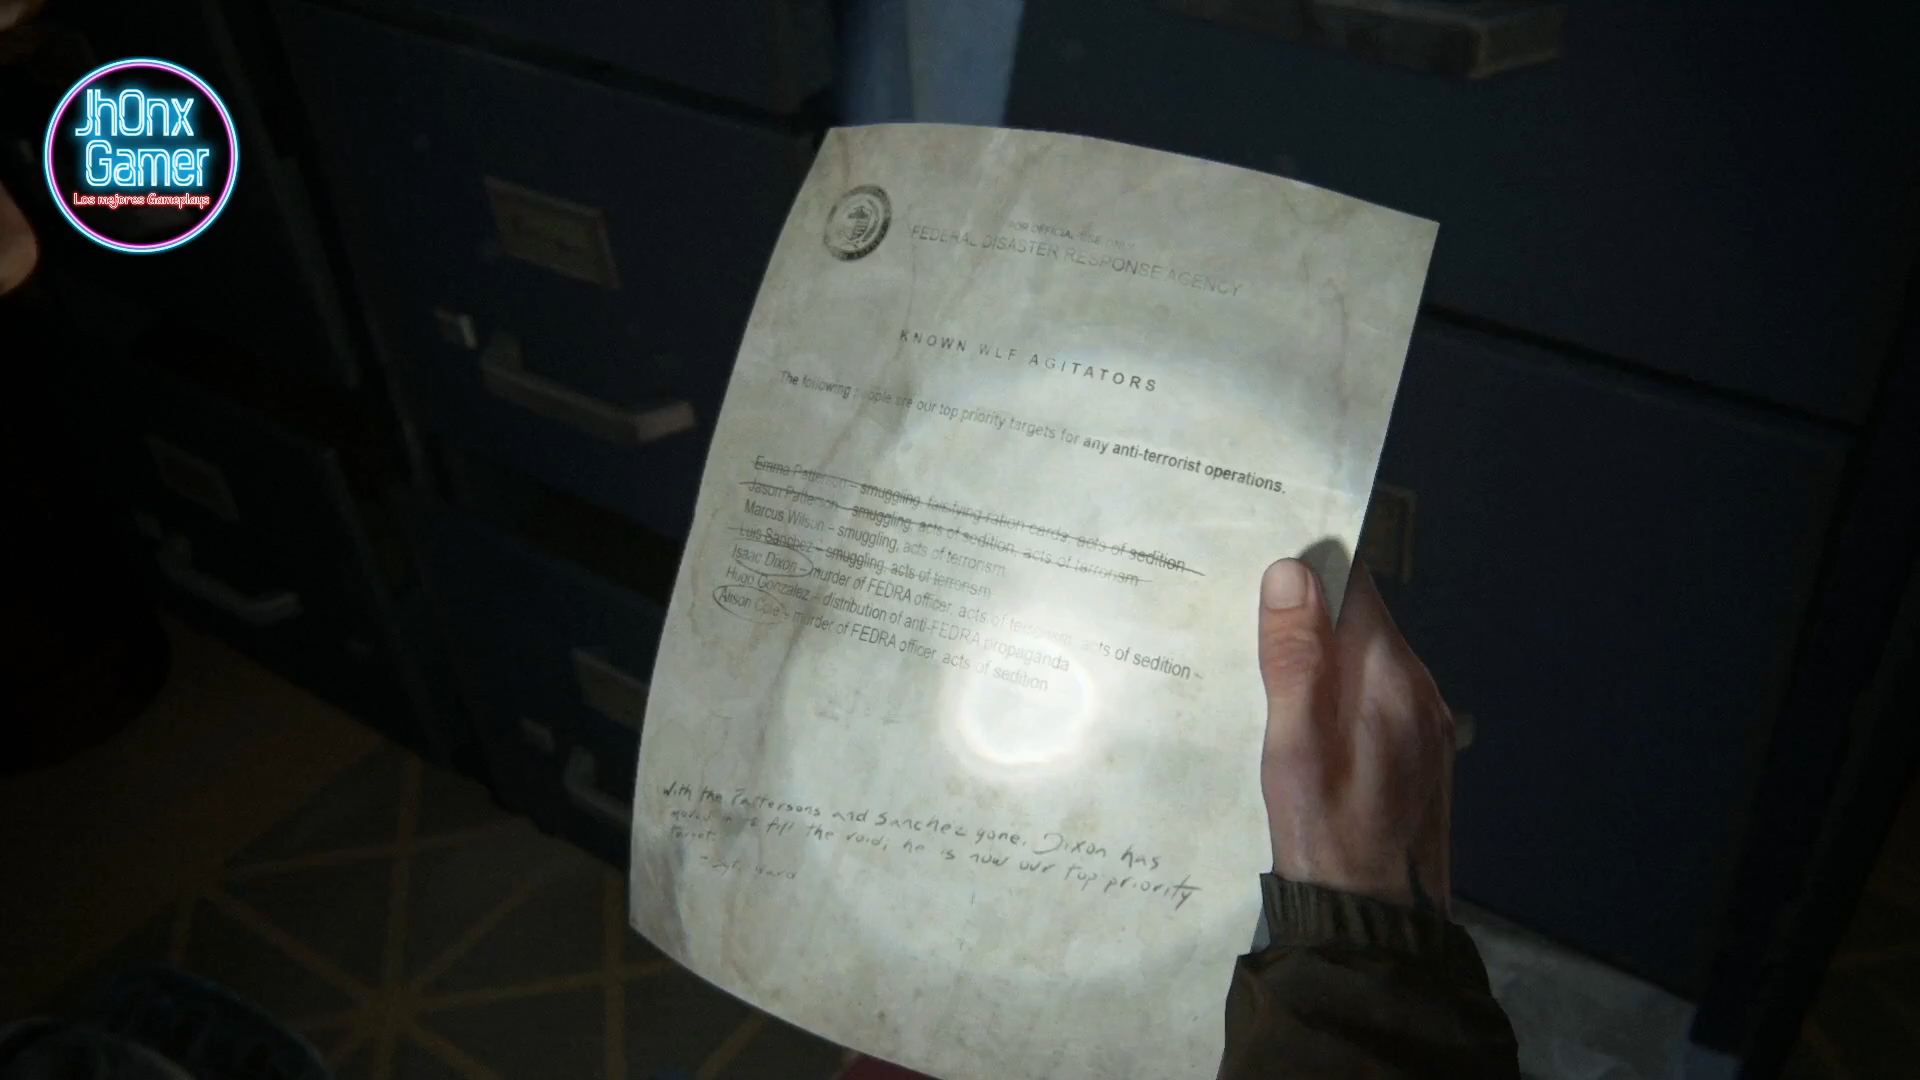 Jh0nx
Gamer
Los mejores Gameplays
FOR OFFICIAL USE ONLY
FEDERAL DISASTER RESPONSE AGENCY
KNOWN WLF AGITATORS
The following people are our top priority targets for any anti-terrorist operations.
Emma Patterson – smuggling, falsifying ration cards, acts of sedition
Jason Patterson – smuggling, acts of sedition, acts of terrorism
Marcus Wilson – smuggling, acts of terrorism
Luis Sanchez – smuggling, acts of terrorism
Isaac Dixon – murder of FEDRA officer, acts of terrorism, acts of sedition –
Hugo Gonzalez – distribution of anti-FEDRA propaganda
Alison Cole – murder of FEDRA officer, acts of sedition
With the Pattersons and Sanchez gone, Dixon has
moved in to fill the void; he is now our top priority
target.